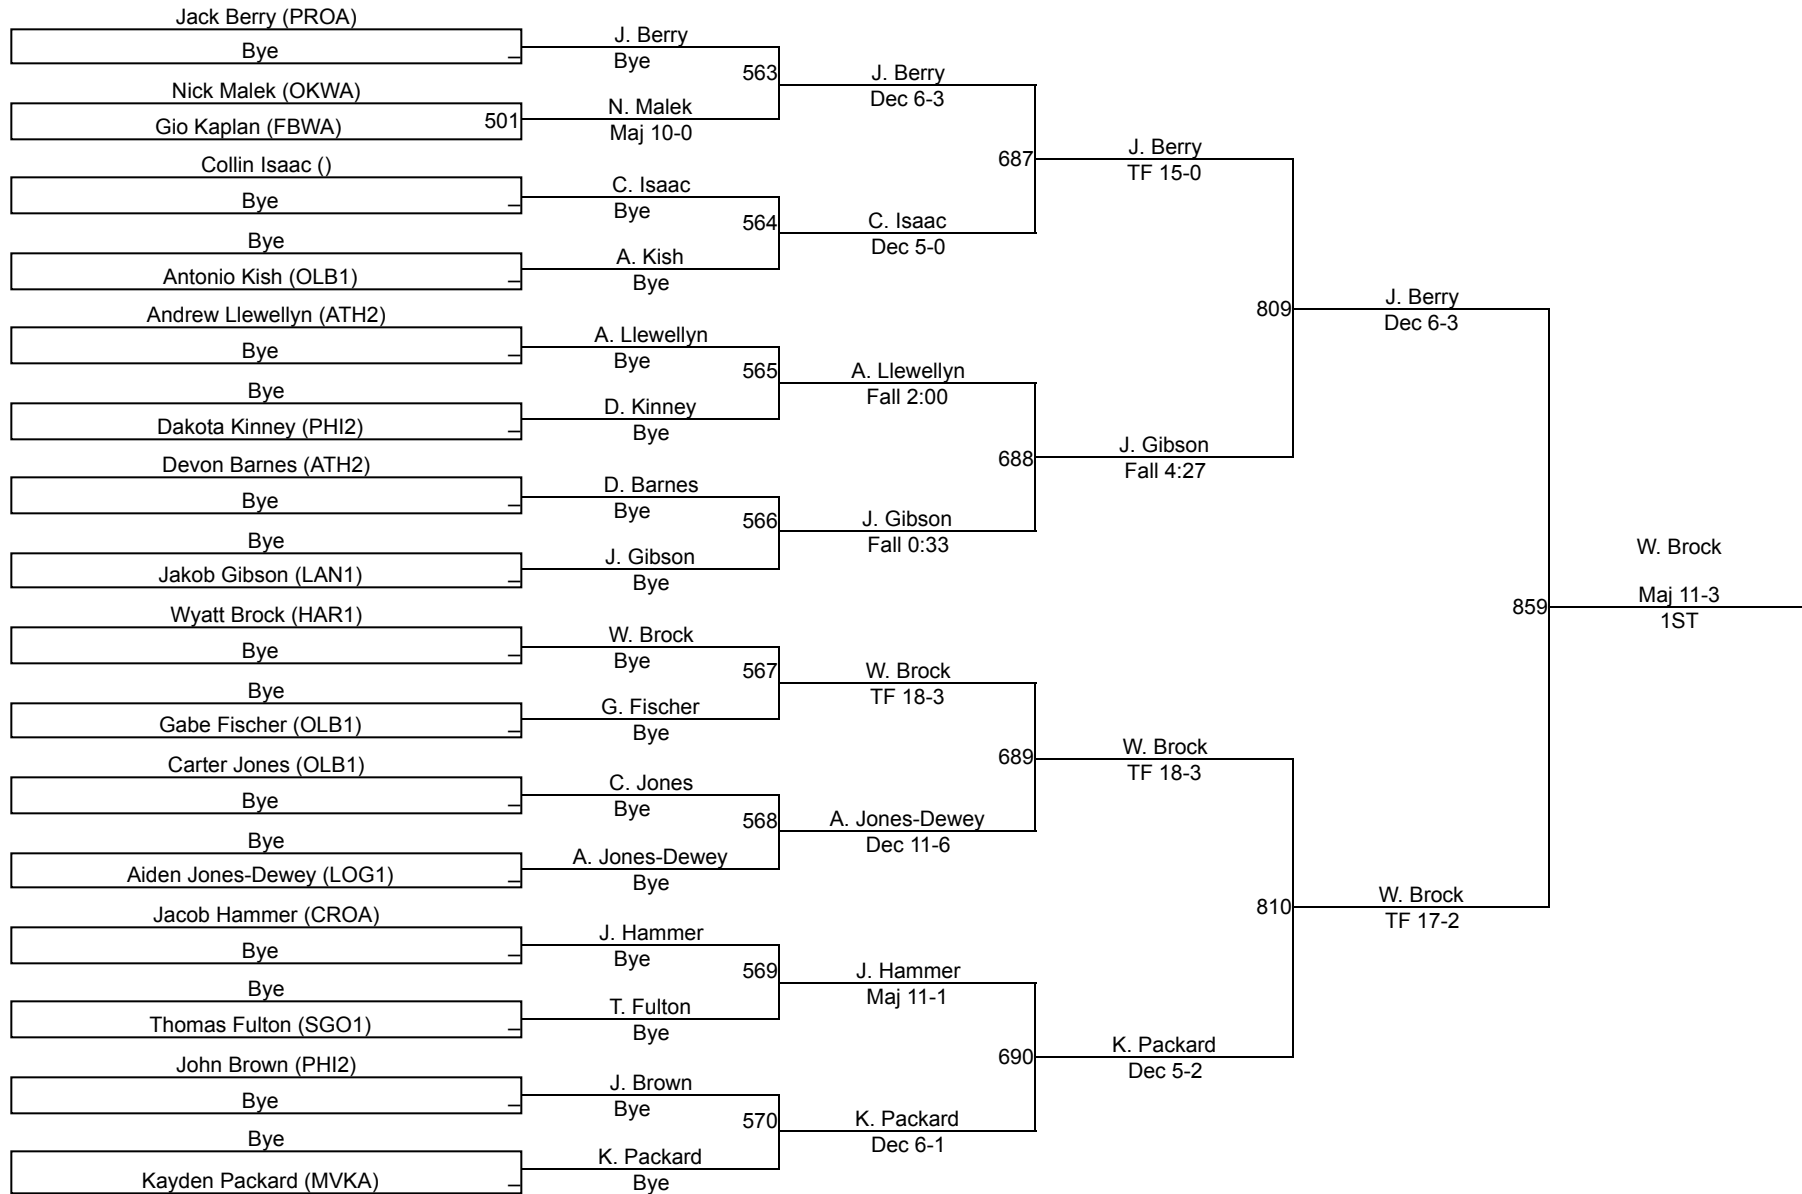 Jack Berry (PROA)
Bye _
Nick Malek (OKWA)
Gio Kaplan (FBWA) 501
Collin Isaac ()
Bye _
Bye
Antonio Kish (OLB1) _
Andrew Llewellyn (ATH2)
Bye _
Bye
Dakota Kinney (PHI2) _
Devon Barnes (ATH2)
Bye _
Bye
Jakob Gibson (LAN1) _
Wyatt Brock (HAR1)
Bye _
Bye
Gabe Fischer (OLB1) _
Carter Jones (OLB1)
Bye _
Bye
Aiden Jones-Dewey (LOG1) _
Jacob Hammer (CROA)
Bye _
Bye
Thomas Fulton (SGO1) _
John Brown (PHI2)
Bye _
Bye
Kayden Packard (MVKA) _
J. Berry
Bye
563
N. Malek
Maj 10-0
C. Isaac
Bye
564
A. Kish
Bye
A. Llewellyn
Bye
565
D. Kinney
Bye
D. Barnes
Bye
566
J. Gibson
Bye
W. Brock
Bye
567
G. Fischer
Bye
C. Jones
Bye
568
A. Jones-Dewey
Bye
J. Hammer
Bye
569
T. Fulton
Bye
J. Brown
Bye
570
K. Packard
Bye
J. Berry
Dec 6-3
687
C. Isaac
Dec 5-0
A. Llewellyn
Fall 2:00
688
J. Gibson
Fall 0:33
W. Brock
TF 18-3
689
A. Jones-Dewey
Dec 11-6
J. Hammer
Maj 11-1
690
K. Packard
Dec 6-1
J. Berry
TF 15-0
809
J. Gibson
Fall 4:27
W. Brock
TF 18-3
810
K. Packard
Dec 5-2
J. Berry
Dec 6-3
859
W. Brock
TF 17-2
W. Brock
Maj 11-3
1ST